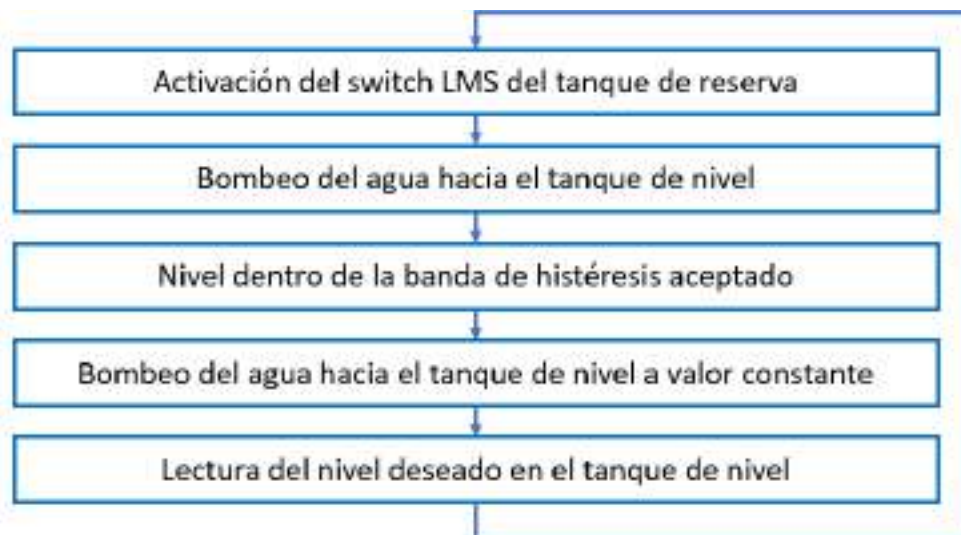 Activación del switch LMS del tanque de reserva
Bombeo del agua hacia el tanque de nivel
Nivel dentro de la banda de histéresis aceptado
Bombeo del agua hacia el tanque de nivel a valor constante
Lectura del nivel deseado en el tanque de nivel